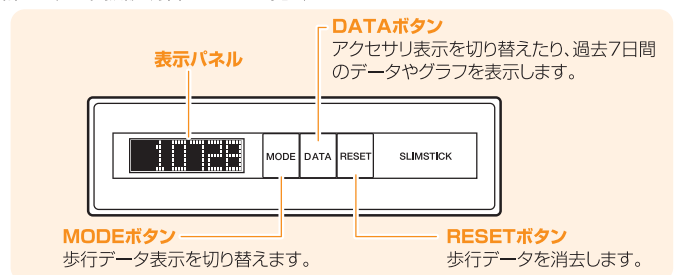 DATAボタン
アクセサリ表示を切り替えたり、過去7日間
のデータやグラフを表示します。
表示パネル
MODE DATA RESET SLIMSTICK
MODEボタン
歩行データ表示を切り替えます。
RESETボタン
歩行データを消去します。